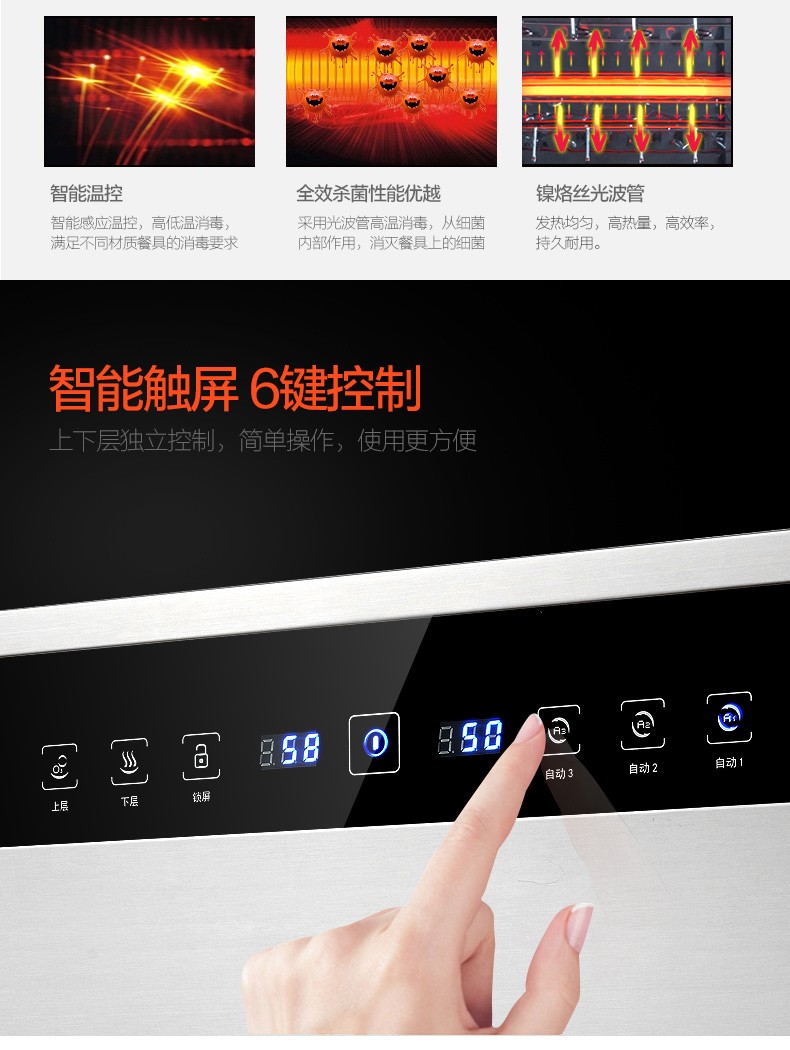 智能温控
智能感应温控，高低温消毒，
满足不同材质餐具的消毒要求
全效杀菌性能优越
采用光波管高温消毒，从细菌
内部作用，消灭餐具上的细菌
镍烙丝光波管
发热均匀，高热量，高效率，
持久耐用。
智能触屏 6键控制
上下层独立控制，简单操作，使用更方便
58
50
A3
A2
A1
上层
下层
锁屏
自动 3
自动 2
自动 1